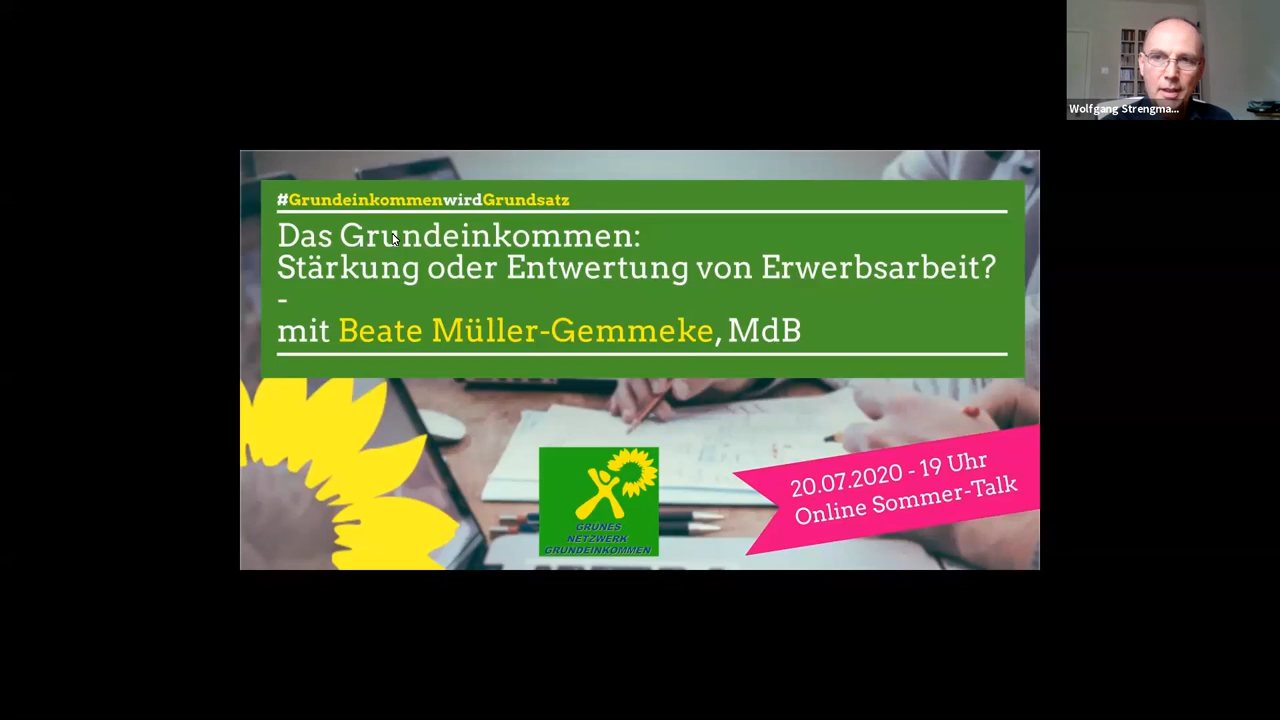 Wolfgang Strengma...
#GrundeinkommenwirdGrundsatz
Das Grundeinkommen:
Stärkung oder Entwertung von Erwerbsarbeit?
-
mit Beate Müller-Gemmeke, MdB
20.07.2020 - 19 Uhr
Online Sommer-Talk
GRÜNES
NETZWERK
GRUNDEINKOMMEN